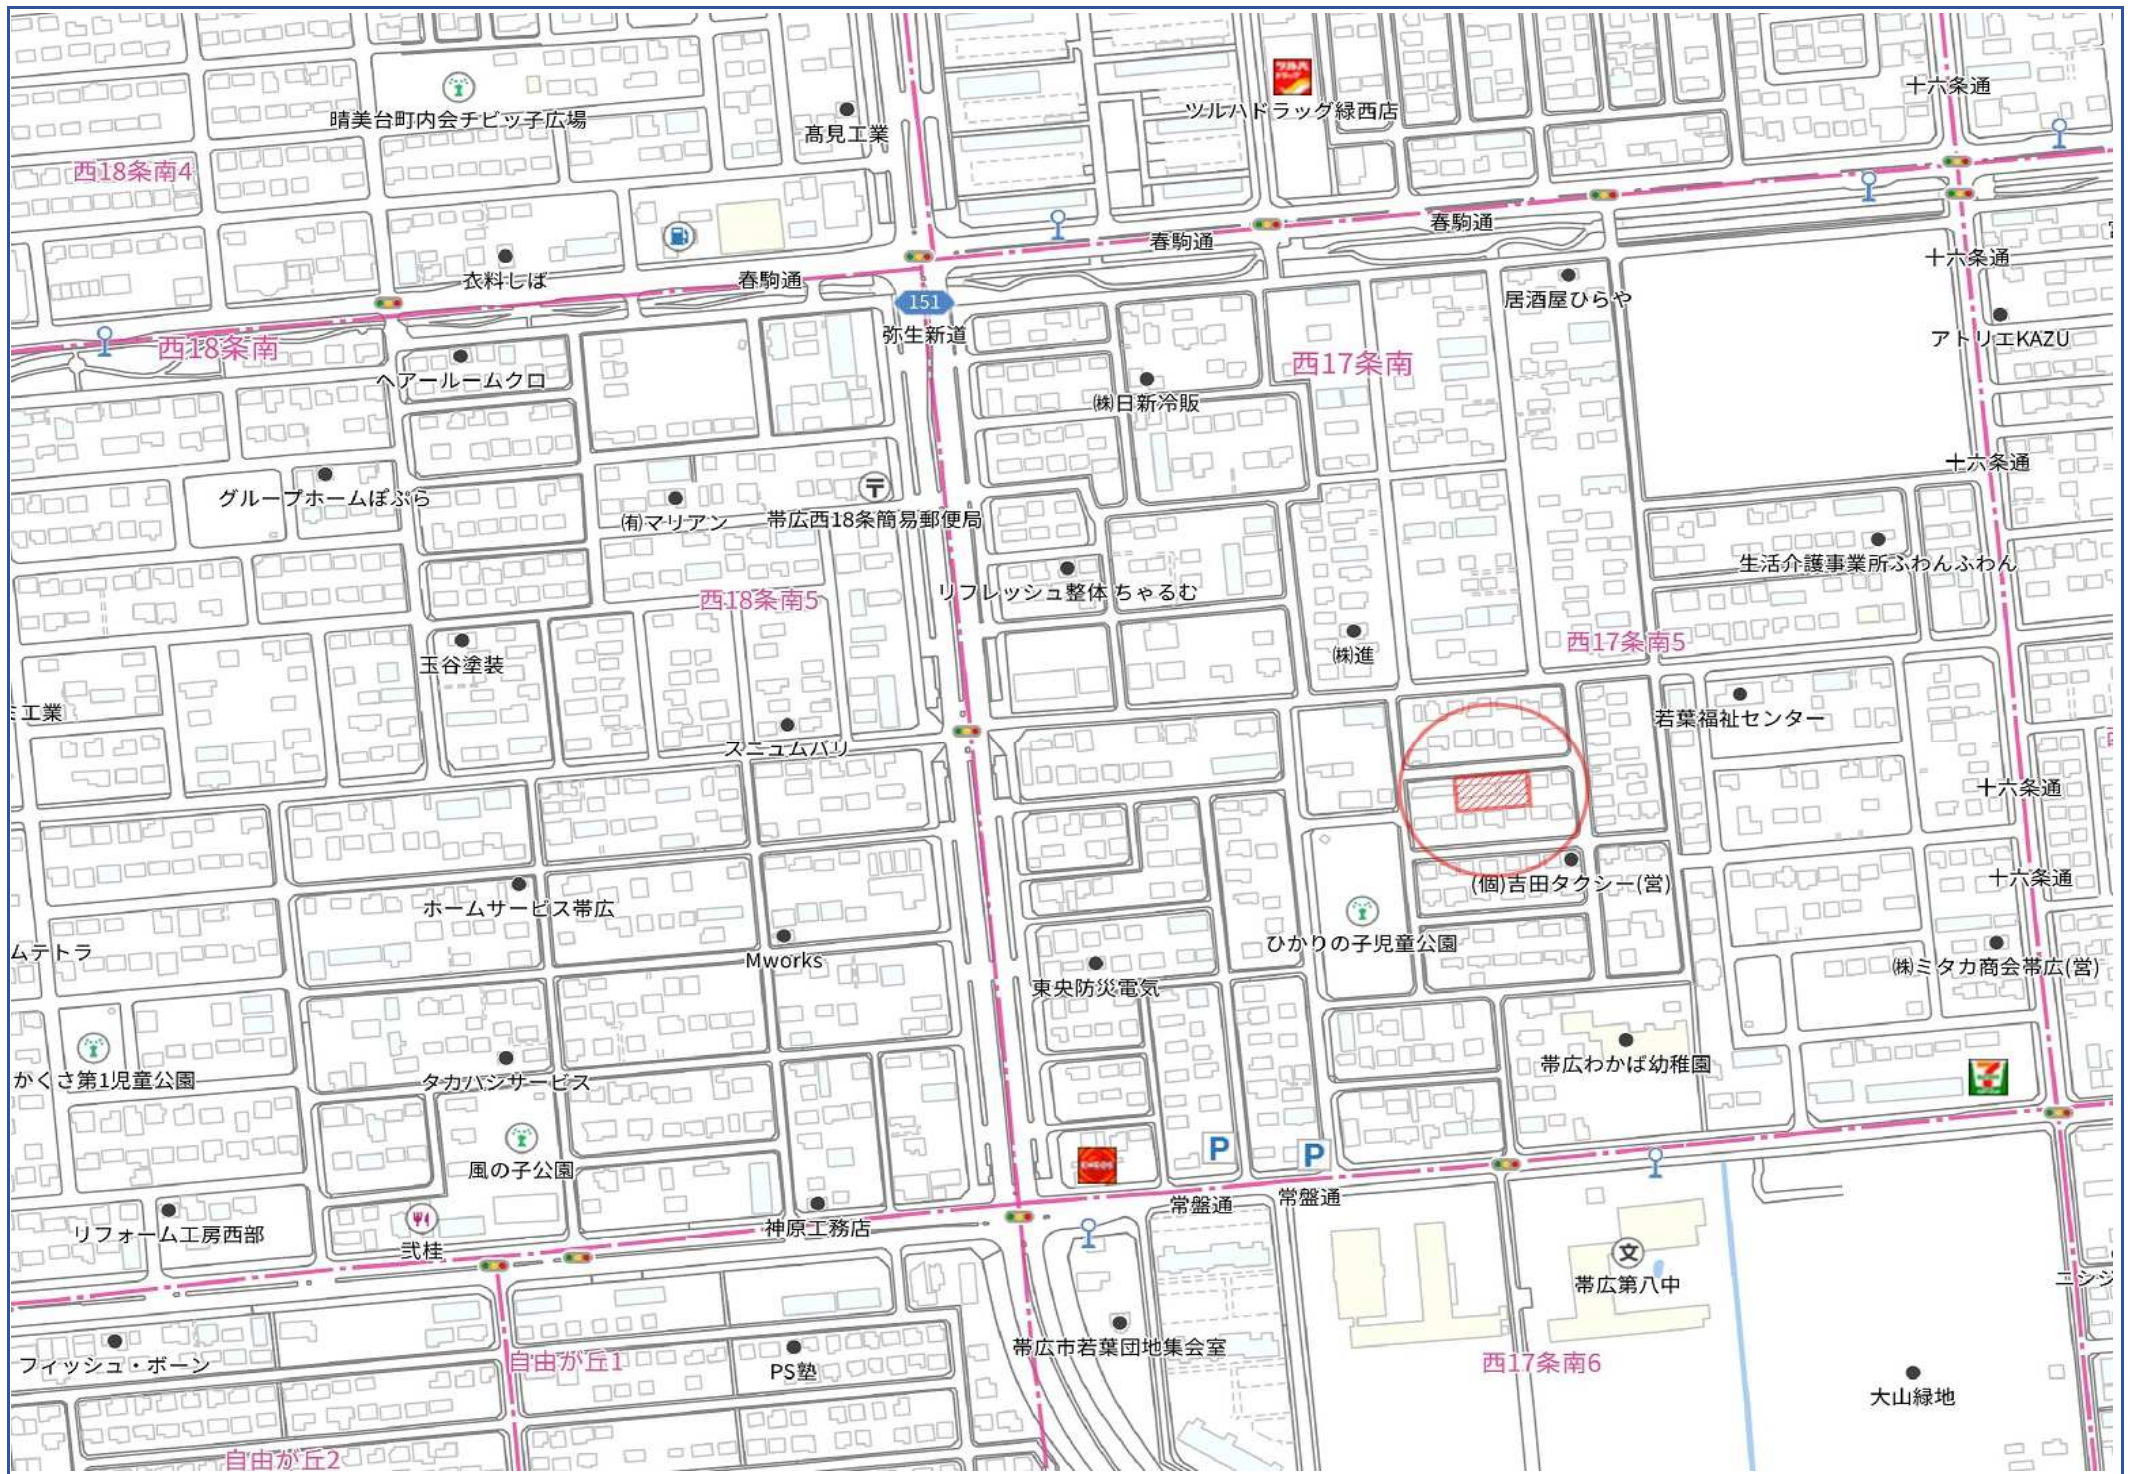 十六条通
ツルハドラッグ
ツルハドラッグ緑西店
晴美台町内会チビッ子広場
髙見工業
西18条南4
春駒通
春駒通
十六条通
衣料しば
春駒通
居酒屋ひらや
151
弥生新道
アトリエKAZU
西18条南
西17条南
ヘアールームクロ
㈱日新冷販
十六条通
グループホームぽぷら
㈲マリアン
〒
帯広西18条簡易郵便局
生活介護事業所ふわんふわん
リフレッシュ整体 ちゃるむ
西18条南5
西17条南5
㈱進
玉谷塗装
ミ工業
若葉福祉センター
スニュムバリ
十六条通
(個)吉田タクシー(営)
十六条通
ホームサービス帯広
ひかりの子児童公園
ムテトラ
Mworks
㈱ミタカ商会帯広(営)
東央防災電気
帯広わかば幼稚園
かくさ第1児童公園
タカハシサービス
7
P
P
ENEOS
風の子公園
常盤通
常盤通
リフォーム工房西部
神原工務店
弐桂
文
帯広第八中
ニシジ
帯広市若葉団地集会室
フィッシュ・ボーン
自由が丘1
PS塾
西17条南6
大山緑地
自由が丘2